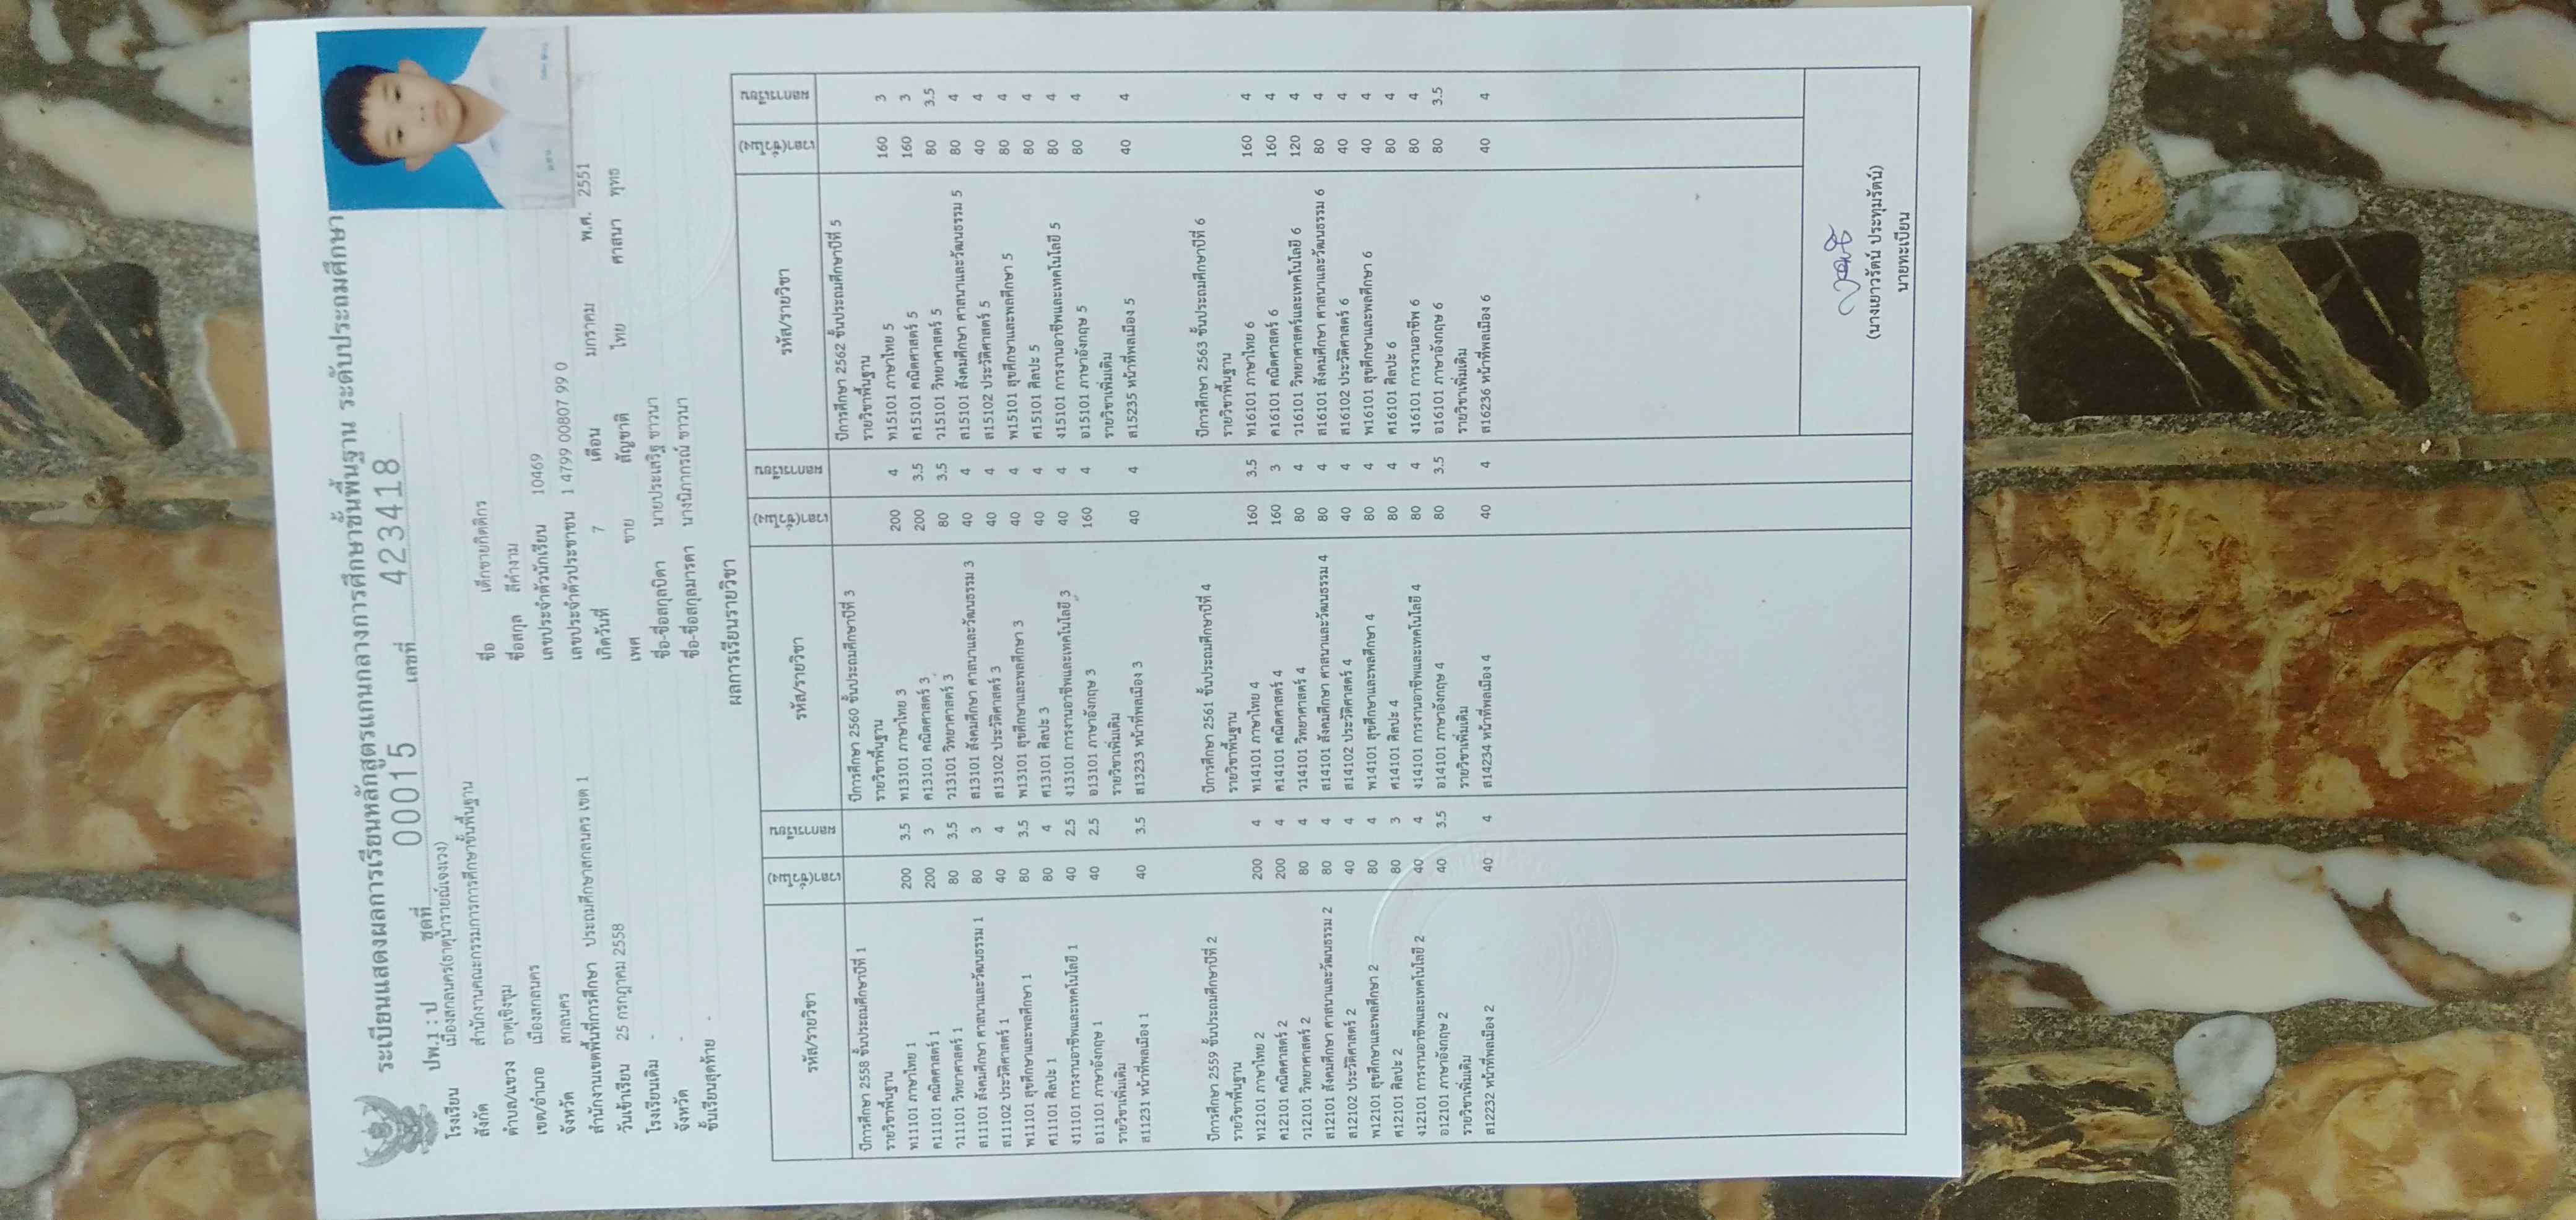 ระเบียนแสดงผลการเรียนหลักสูตรแกนกลางการศึกษาขั้นพื้นฐาน ระดับประถมศึกษา
ปพ.1 : ป ชุดที่ 00015 เลขที่ 423418
โรงเรียน เมืองสกลนคร(ธาตุนารายณ์เจงเวง)
สังกัด สำนักงานคณะกรรมการการศึกษาขั้นพื้นฐาน
ตำบล/แขวง ธาตุเชิงชุม
เขต/อำเภอ เมืองสกลนคร
จังหวัด สกลนคร
สำนักงานเขตพื้นที่การศึกษา ประถมศึกษาสกลนคร เขต 1
วันเข้าเรียน 25 กรกฎาคม 2558
โรงเรียนเดิม -
จังหวัด -
ชั้นเรียนสุดท้าย -
ชื่อ เด็กชายกิตติกร
ชื่อสกุล สีคำงาม
เลขประจำตัวนักเรียน 10469
เลขประจำตัวประชาชน 1 4799 00807 99 0
เกิดวันที่ 7 เดือน มกราคม พ.ศ. 2551
เพศ ชาย สัญชาติ ไทย ศาสนา พุทธ
ชื่อ-ชื่อสกุลบิดา นายประเสริฐ ชาวนา
ชื่อ-ชื่อสกุลมารดา นางนิภาภรณ์ ชาวนา
ผลการเรียนรายวิชา
รหัส/รายวิชา เวลา(ชั่วโมง) ผลการเรียน
ปีการศึกษา 2558 ชั้นประถมศึกษาปีที่ 1
รายวิชาพื้นฐาน
ท11101 ภาษาไทย 1 200 3.5
ค11101 คณิตศาสตร์ 1 200 3
ว11101 วิทยาศาสตร์ 1 80 3.5
ส11101 สังคมศึกษา ศาสนาและวัฒนธรรม 1 80 3
ส11102 ประวัติศาสตร์ 1 40 4
พ11101 สุขศึกษาและพลศึกษา 1 80 3.5
ศ11101 ศิลปะ 1 80 4
ง11101 การงานอาชีพและเทคโนโลยี 1 40 2.5
อ11101 ภาษาอังกฤษ 1 40 2.5
รายวิชาเพิ่มเติม
ส11231 หน้าที่พลเมือง 1 40 3.5
ปีการศึกษา 2559 ชั้นประถมศึกษาปีที่ 2
รายวิชาพื้นฐาน
ท12101 ภาษาไทย 2 200 4
ค12101 คณิตศาสตร์ 2 200 4
ว12101 วิทยาศาสตร์ 2 80 4
ส12101 สังคมศึกษา ศาสนาและวัฒนธรรม 2 80 4
ส12102 ประวัติศาสตร์ 2 40 4
พ12101 สุขศึกษาและพลศึกษา 2 80 4
ศ12101 ศิลปะ 2 80 3
ง12101 การงานอาชีพและเทคโนโลยี 2 40 4
อ12101 ภาษาอังกฤษ 2 40 3.5
รายวิชาเพิ่มเติม
ส12232 หน้าที่พลเมือง 2 40 4
รหัส/รายวิชา เวลา(ชั่วโมง) ผลการเรียน
ปีการศึกษา 2560 ชั้นประถมศึกษาปีที่ 3
รายวิชาพื้นฐาน
ท13101 ภาษาไทย 3 200 4
ค13101 คณิตศาสตร์ 3 200 3.5
ว13101 วิทยาศาสตร์ 3 80 3.5
ส13101 สังคมศึกษา ศาสนาและวัฒนธรรม 3 40 4
ส13102 ประวัติศาสตร์ 3 40 4
พ13101 สุขศึกษาและพลศึกษา 3 40 4
ศ13101 ศิลปะ 3 40 4
ง13101 การงานอาชีพและเทคโนโลยี 3 40 4
อ13101 ภาษาอังกฤษ 3 160 4
รายวิชาเพิ่มเติม
ส13233 หน้าที่พลเมือง 3 40 4
ปีการศึกษา 2561 ชั้นประถมศึกษาปีที่ 4
รายวิชาพื้นฐาน
ท14101 ภาษาไทย 4 160 3.5
ค14101 คณิตศาสตร์ 4 160 3
ว14101 วิทยาศาสตร์ 4 80 4
ส14101 สังคมศึกษา ศาสนาและวัฒนธรรม 4 80 4
ส14102 ประวัติศาสตร์ 4 40 4
พ14101 สุขศึกษาและพลศึกษา 4 80 4
ศ14101 ศิลปะ 4 80 4
ง14101 การงานอาชีพและเทคโนโลยี 4 80 4
อ14101 ภาษาอังกฤษ 4 80 3.5
รายวิชาเพิ่มเติม
ส14234 หน้าที่พลเมือง 4 40 4
รหัส/รายวิชา เวลา(ชั่วโมง) ผลการเรียน
ปีการศึกษา 2562 ชั้นประถมศึกษาปีที่ 5
รายวิชาพื้นฐาน
ท15101 ภาษาไทย 5 160 3
ค15101 คณิตศาสตร์ 5 160 3
ว15101 วิทยาศาสตร์ 5 80 3.5
ส15101 สังคมศึกษา ศาสนาและวัฒนธรรม 5 80 4
ส15102 ประวัติศาสตร์ 5 40 4
พ15101 สุขศึกษาและพลศึกษา 5 80 4
ศ15101 ศิลปะ 5 80 4
ง15101 การงานอาชีพและเทคโนโลยี 5 80 4
อ15101 ภาษาอังกฤษ 5 80 4
รายวิชาเพิ่มเติม
ส15235 หน้าที่พลเมือง 5 40 4
ปีการศึกษา 2563 ชั้นประถมศึกษาปีที่ 6
รายวิชาพื้นฐาน
ท16101 ภาษาไทย 6 160 4
ค16101 คณิตศาสตร์ 6 160 4
ว16101 วิทยาศาสตร์และเทคโนโลยี 6 120 4
ส16101 สังคมศึกษา ศาสนาและวัฒนธรรม 6 80 4
ส16102 ประวัติศาสตร์ 6 40 4
พ16101 สุขศึกษาและพลศึกษา 6 40 4
ศ16101 ศิลปะ 6 80 4
ง16101 การงานอาชีพ 6 80 4
อ16101 ภาษาอังกฤษ 6 80 3.5
รายวิชาเพิ่มเติม
ส16236 หน้าที่พลเมือง 6 40 4
(นางเยาวรัตน์ ประทุมรัตน์)
นายทะเบียน